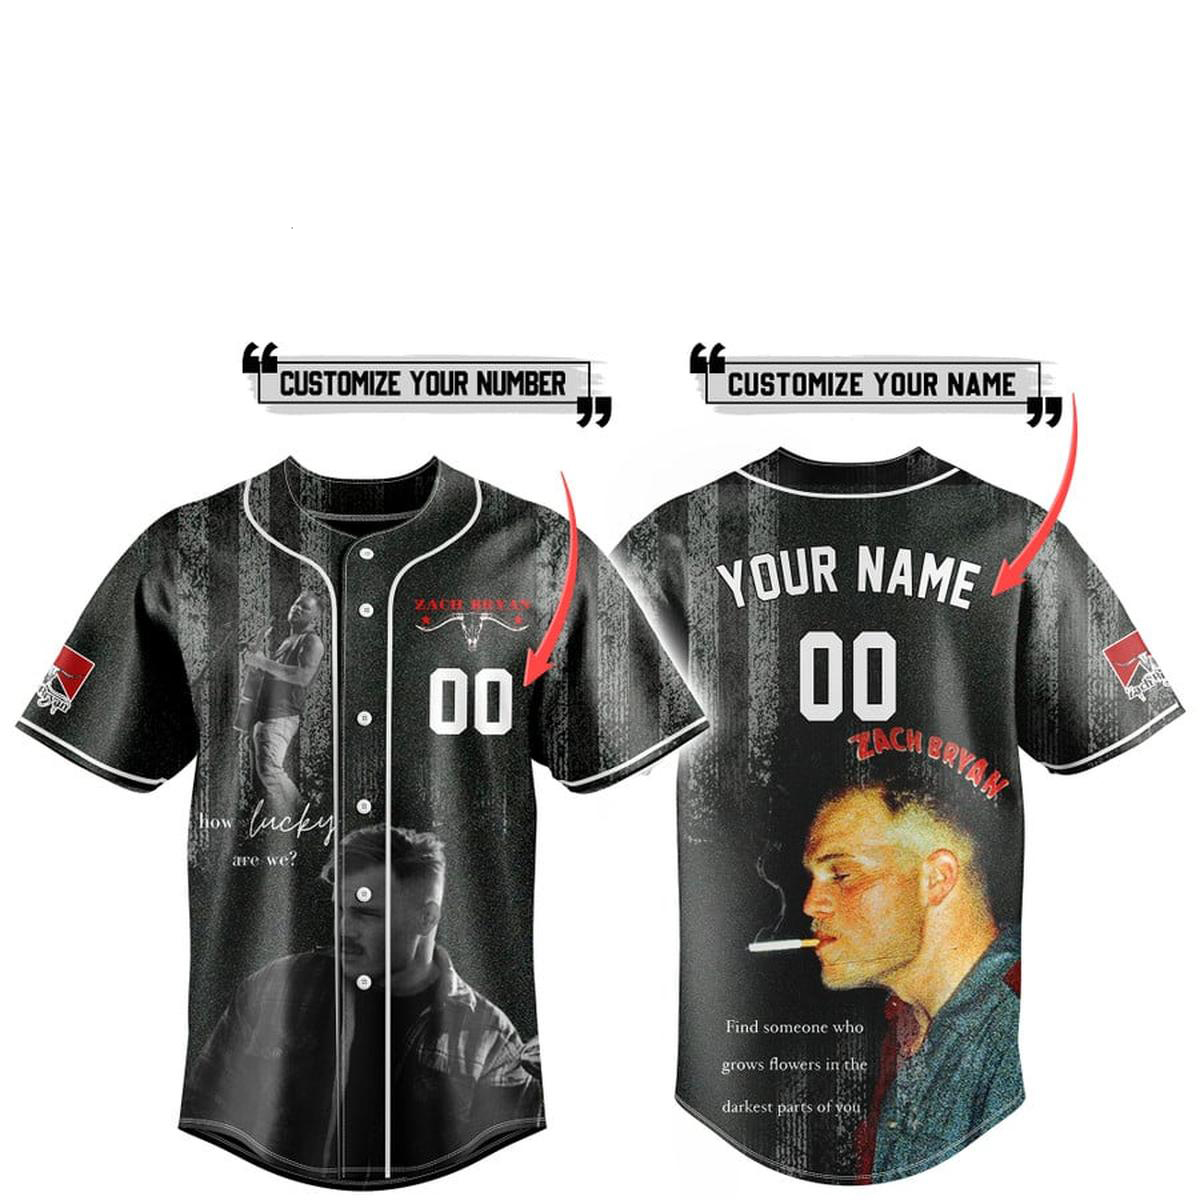 CUSTOMIZE YOUR NUMBER
CUSTOMIZE YOUR NAME
ZACH BRYAN
00
how lucky
are we?
YOUR NAME
00
ZACH BRYAN
Find someone who
grows flowers in the
darkest parts of you